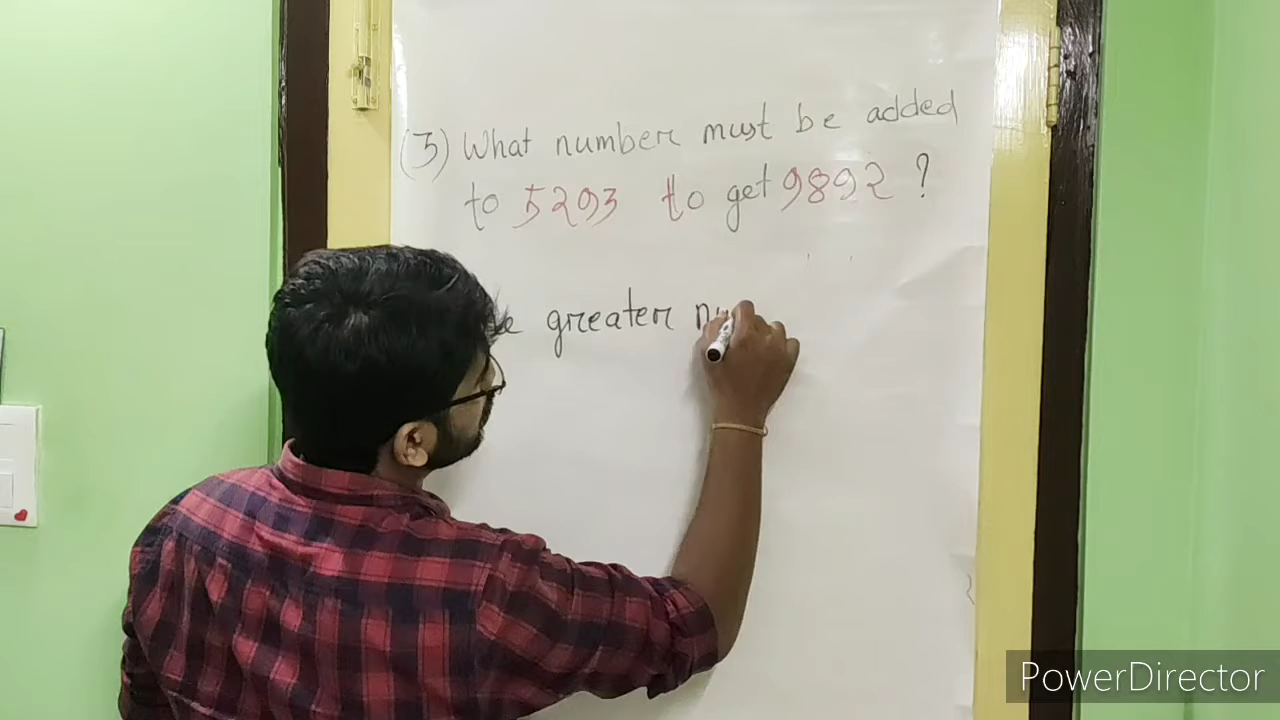 (3) What number must be added
to 5293 to get 9892 ?
greater
PowerDirector